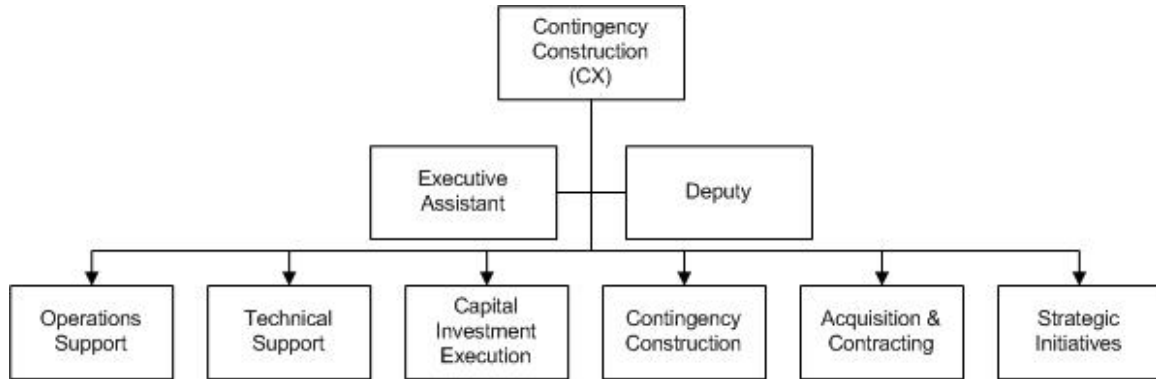 Contingency
Construction
(CX)
Executive
Assistant
Deputy
Operations
Support
Technical
Support
Capital
Investment
Execution
Contingency
Construction
Acquisition &
Contracting
Strategic
Initiatives